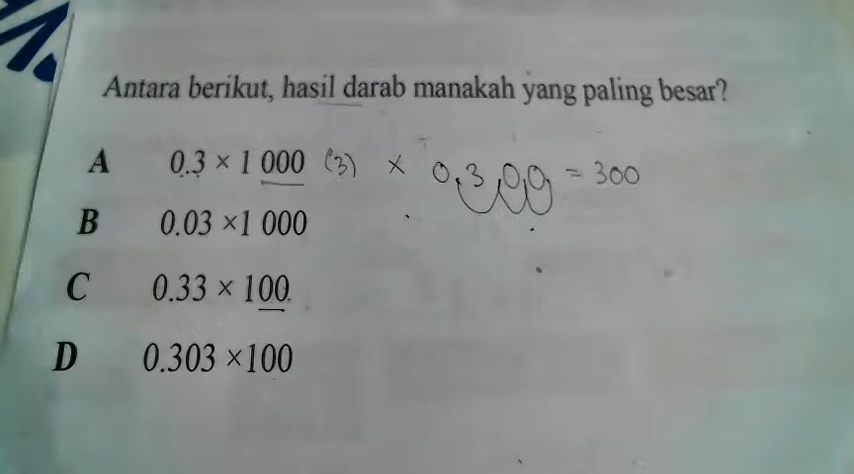 Antara berikut, hasil darab manakah yang paling besar?
A 0.3 × 1 000 (3) × 0.300 = 300
B 0.03 ×1 000
C 0.33 × 100
D 0.303 ×100